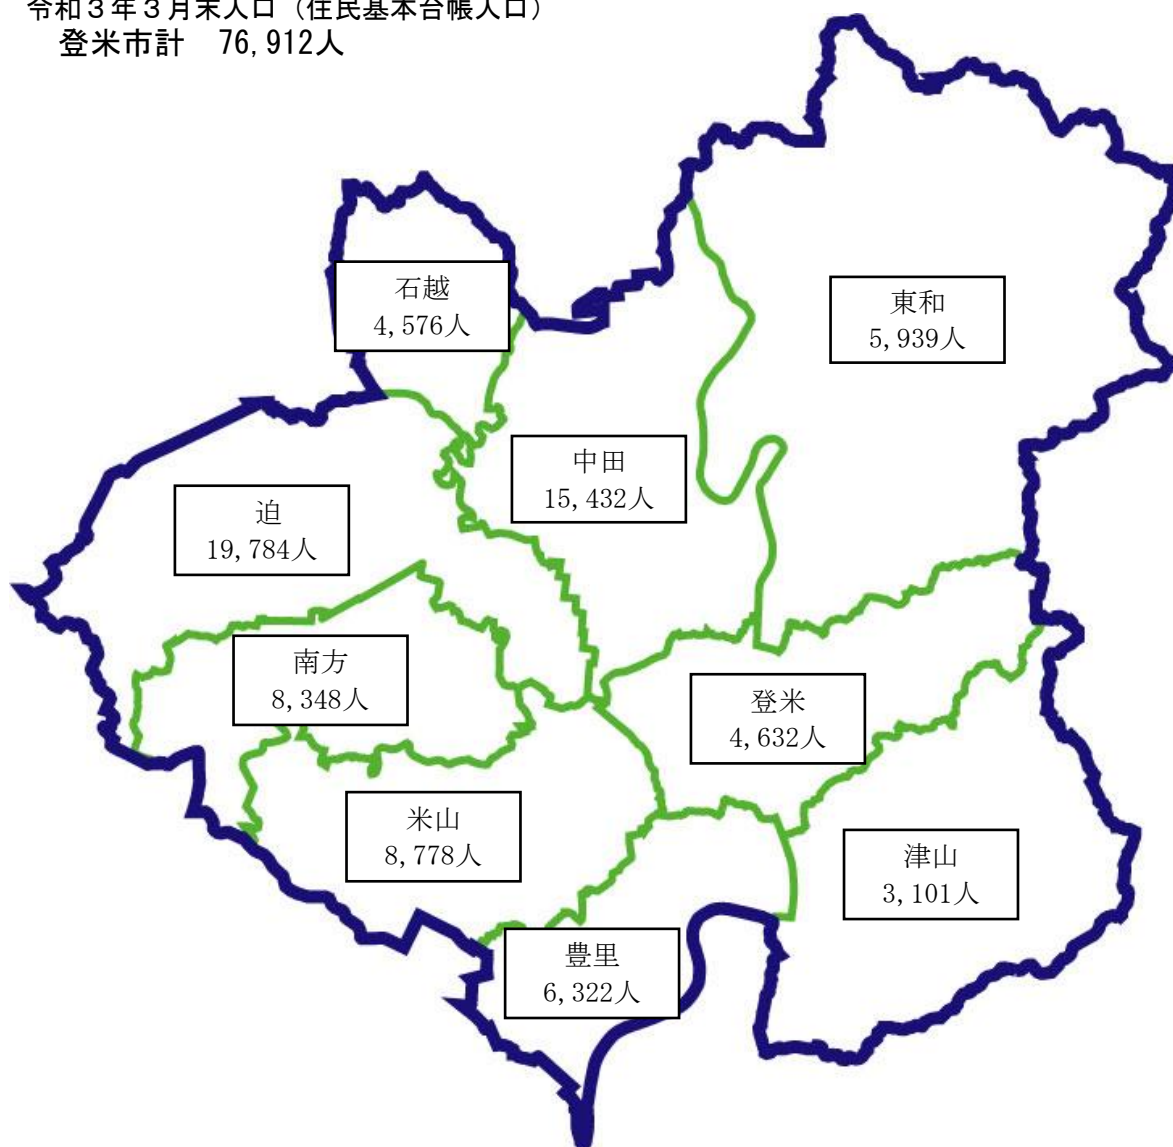 令和３年３月末人口（住民基本台帳人口）
登米市計　76,912人
石越
4,576人
東和
5,939人
中田
15,432人
迫
19,784人
南方
8,348人
登米
4,632人
米山
8,778人
津山
3,101人
豊里
6,322人